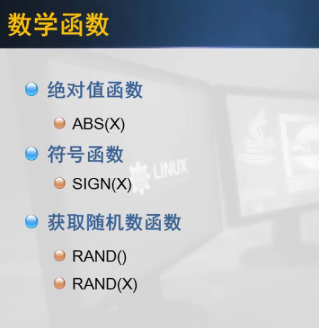 数学函数
绝对值函数
ABS(X)
符号函数
SIGN(X)
LINUX
获取随机数函数
RAND()
RAND(X)